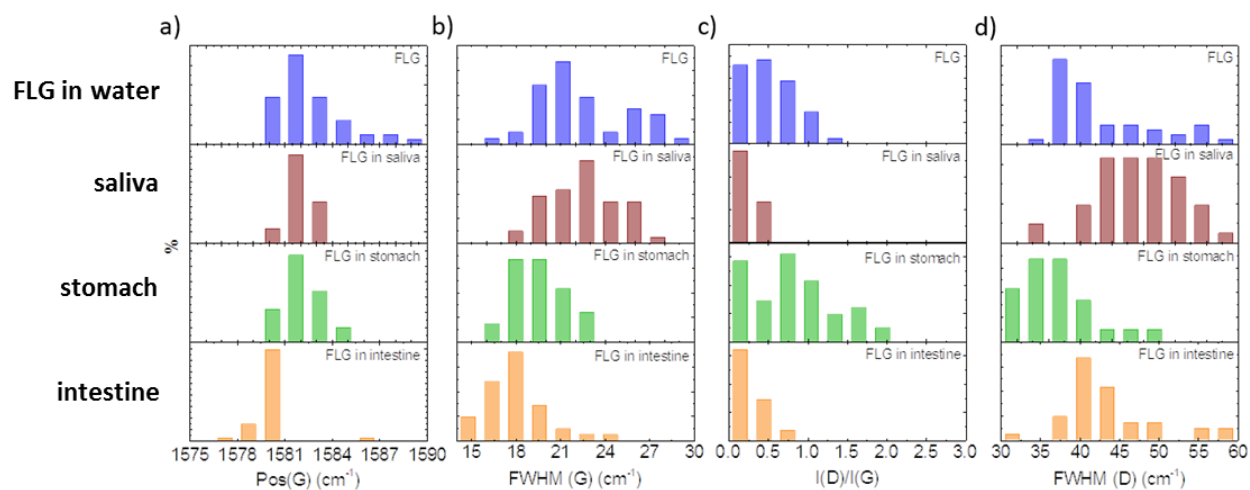 a) b) c) d)
FLG in water
FLG FLG FLG FLG
saliva
FLG in saliva FLG in saliva FLG in saliva FLG in saliva
%
stomach
FLG in stomach FLG in stomach FLG in stomach FLG in stomach
intestine
FLG in intestine FLG in intestine FLG in intestine FLG in intestine
1575 1578 1581 1584 1587 1590 15 18 21 24 27 30 0.0 0.5 1.0 1.5 2.0 2.5 3.0 30 35 40 45 50 55 60
Pos(G) (cm⁻¹) FWHM (G) (cm⁻¹) I(D)/I(G) FWHM (D) (cm⁻¹)